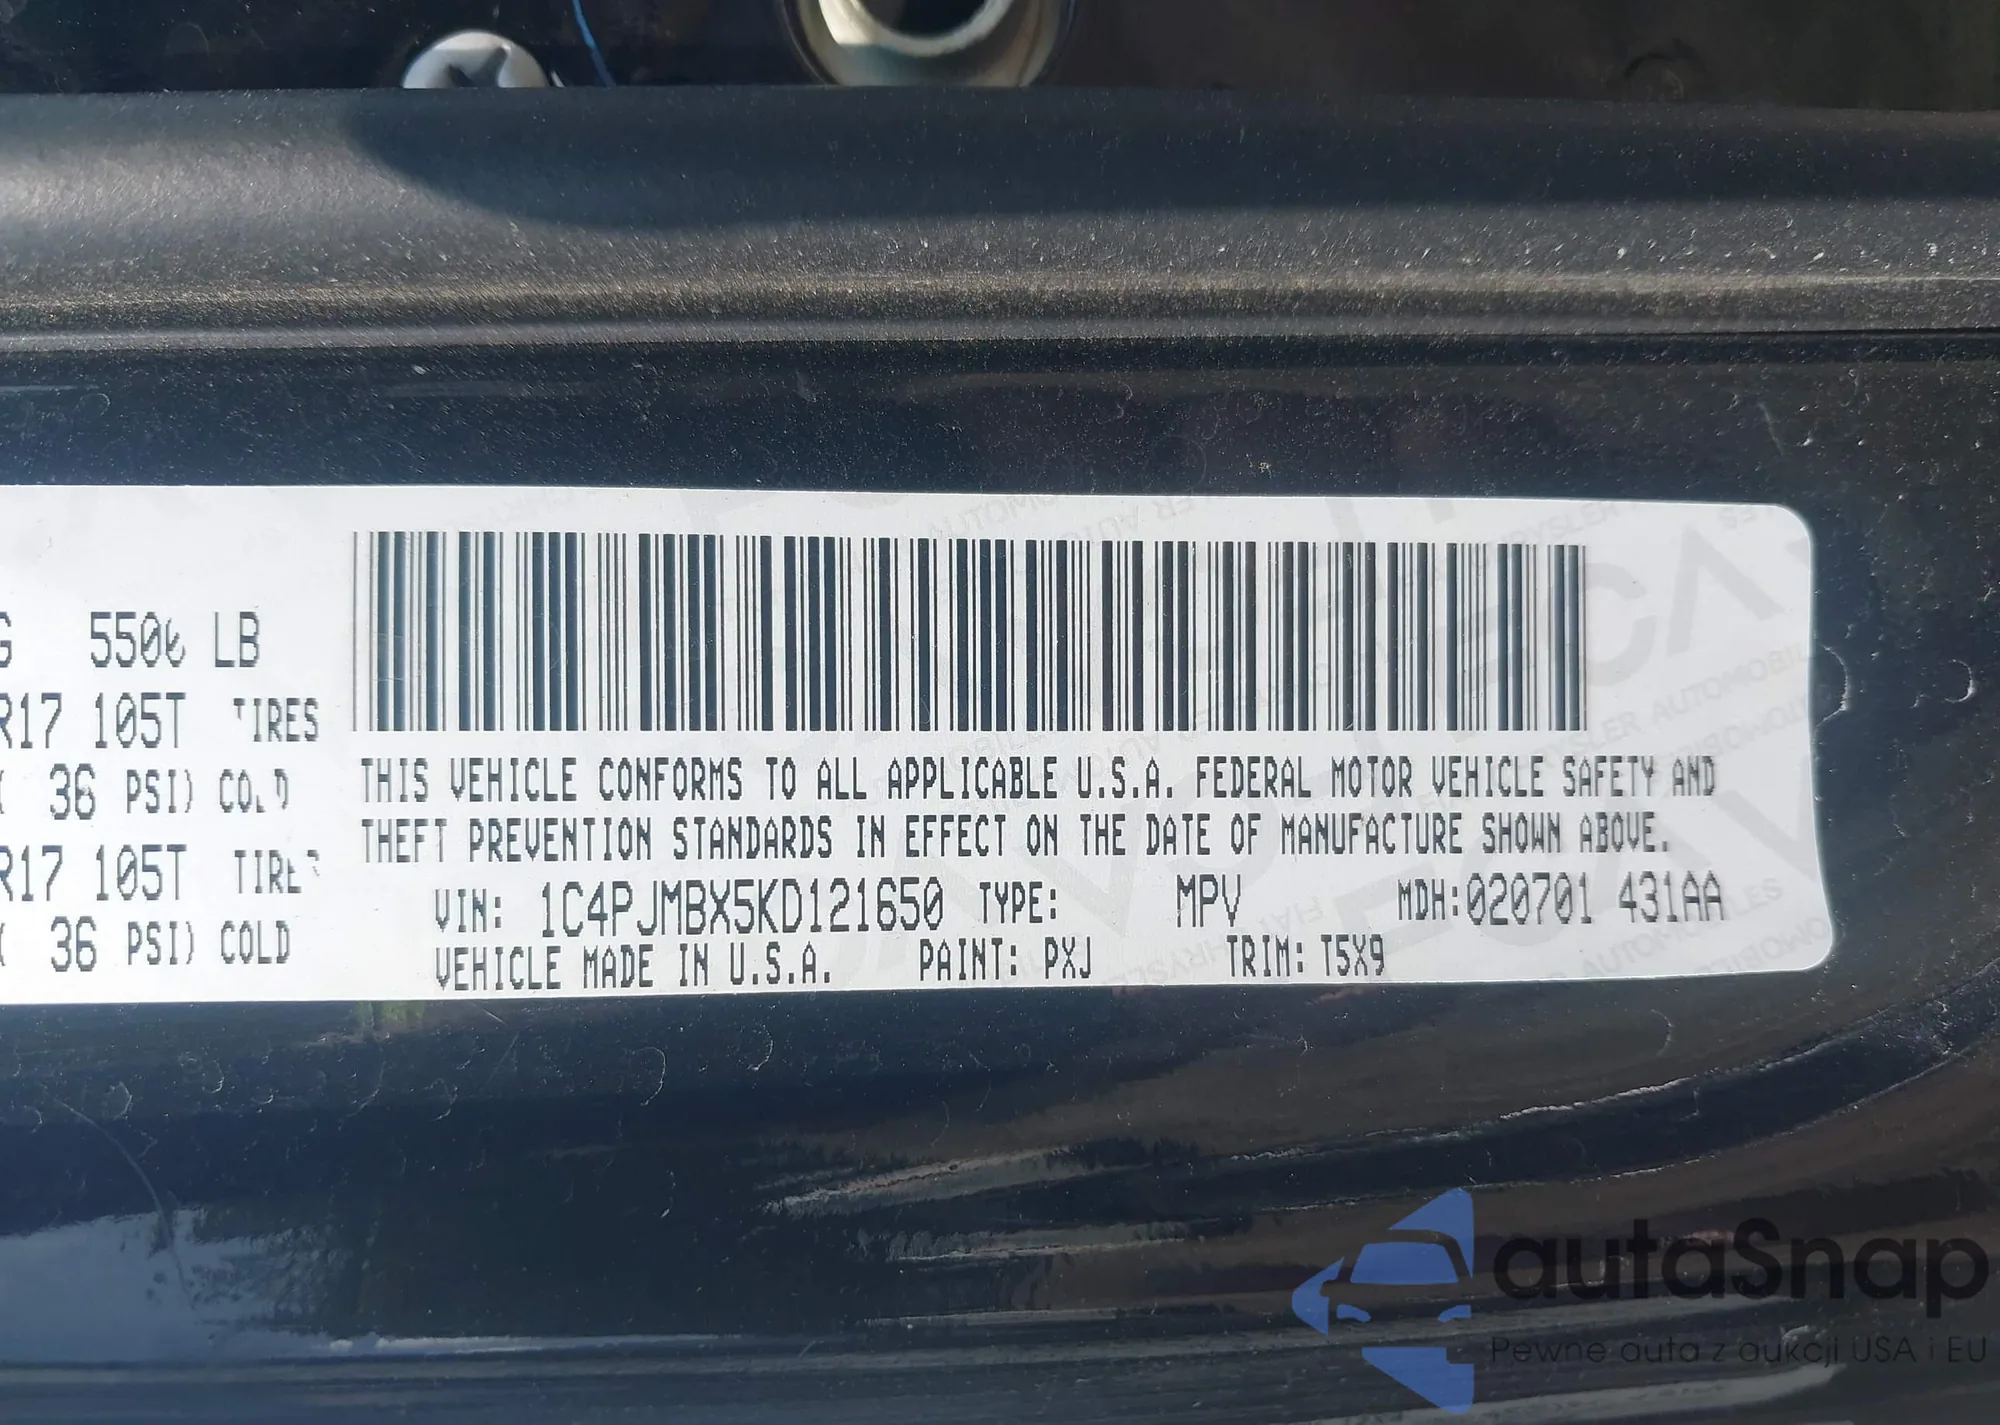 G 5500 LB
R17 105T TIRES
36 PSI) COLD
R17 105T TIRES
36 PSI) COLD
THIS VEHICLE CONFORMS TO ALL APPLICABLE U.S.A. FEDERAL MOTOR VEHICLE SAFETY AND
THEFT PREVENTION STANDARDS IN EFFECT ON THE DATE OF MANUFACTURE SHOWN ABOVE.
VIN: 1C4PJMBX5KD121650 TYPE: MPV MDH:020701 431AA
VEHICLE MADE IN U.S.A. PAINT: PXJ TRIM: T5X9
autaSnap
Pewne auta z aukcji USA i EU